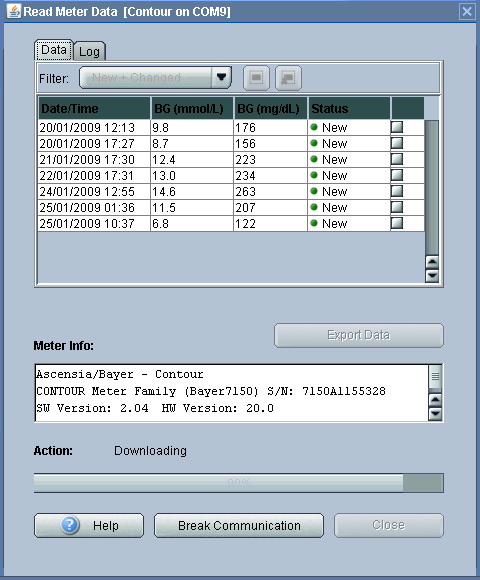 Read Meter Data [Contour on COM9]
Data Log
Filter: New + Changed
Date/Time BG (mmol/L) BG (mg/dL) Status
20/01/2009 12:13 9.8 176 New
20/01/2009 17:27 8.7 156 New
21/01/2009 17:30 12.4 223 New
22/01/2009 17:31 13.0 234 New
24/01/2009 12:55 14.6 263 New
25/01/2009 01:36 11.5 207 New
25/01/2009 10:37 6.8 122 New
Export Data
Meter Info:
Ascensia/Bayer - Contour
CONTOUR Meter Family (Bayer7150) S/N: 7150A1155328
SW Version: 2.04 HW Version: 20.0
Action: Downloading
90%
Help Break Communication Close